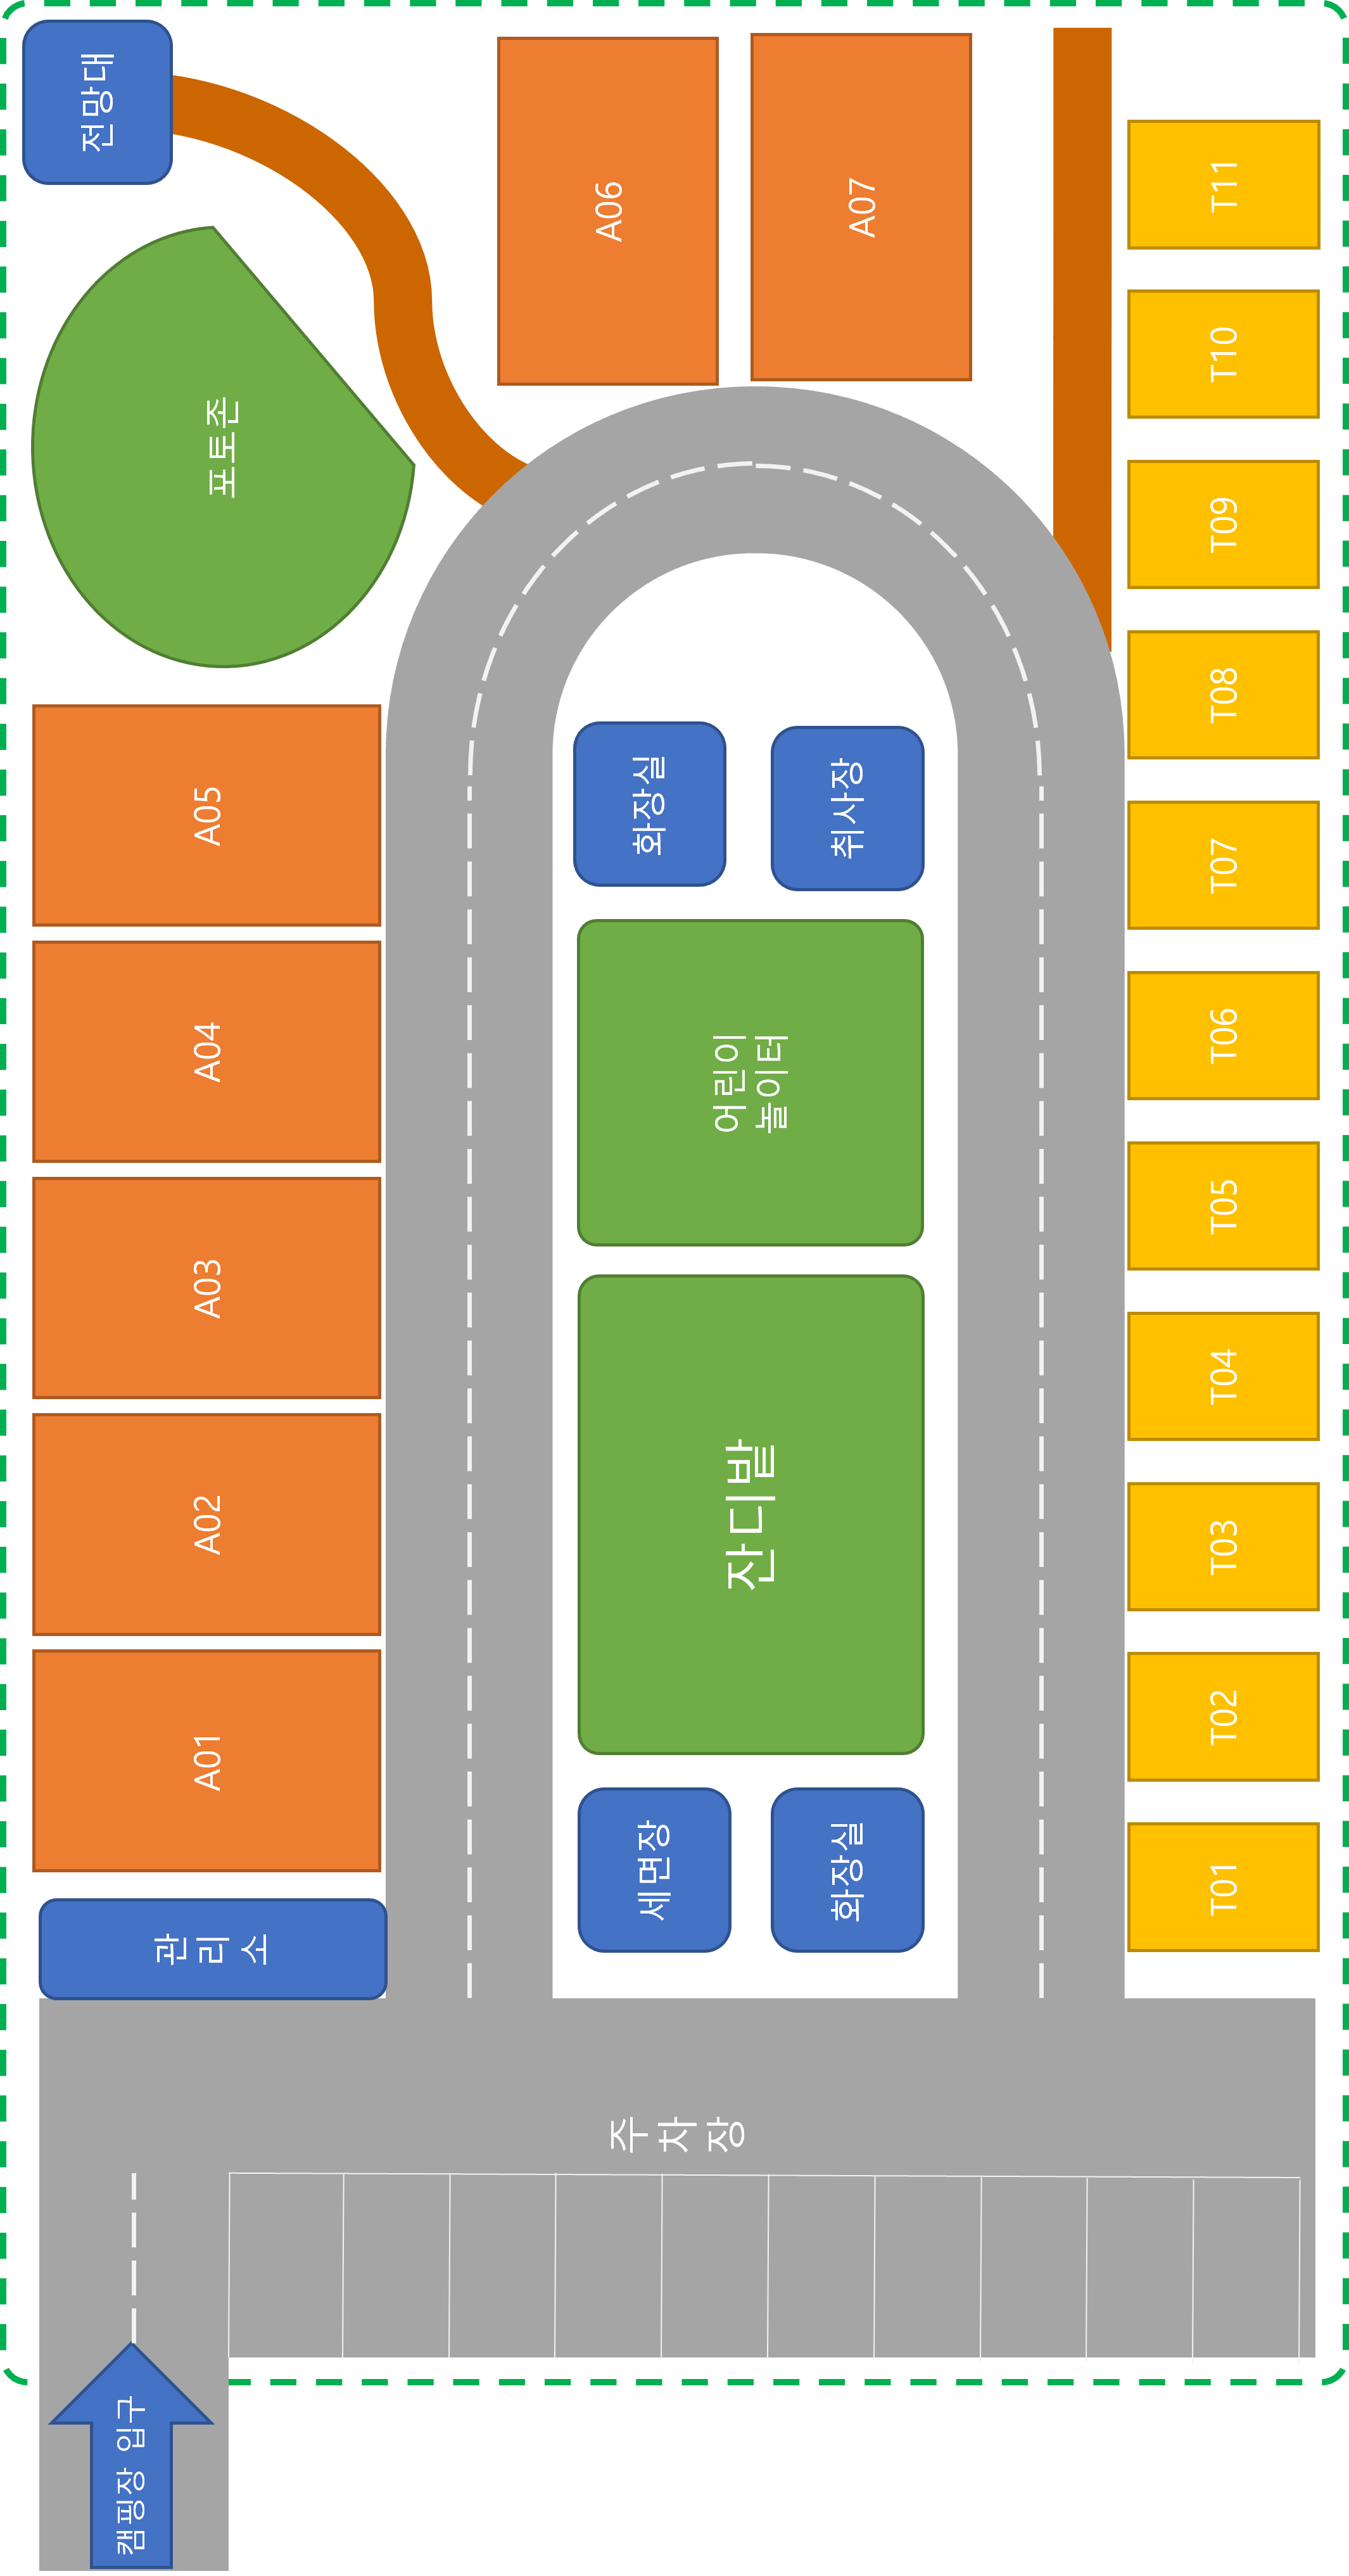 전망대
A06
A07
T11
T10
포토존
T09
T08
A05
화장실
취사장
T07
A04
어린이
놀이터
T06
T05
A03
T04
A02
잔디밭
T03
T02
A01
세면장
화장실
T01
관리소
주차장
캠핑장 입구